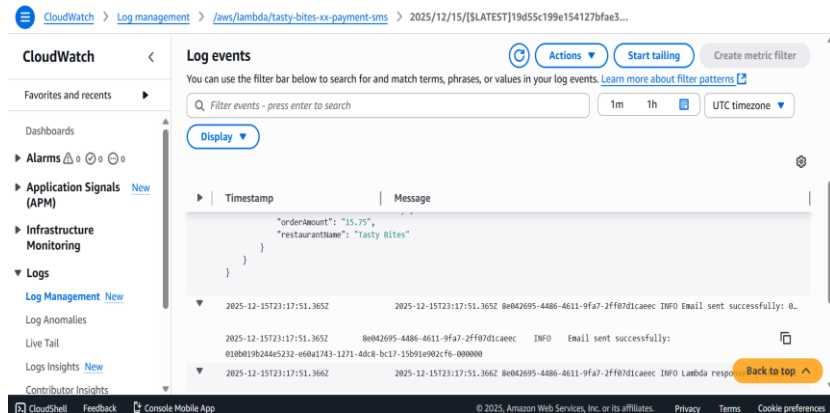 CloudWatch > Log management > /aws/lambda/tasty-bites-xx-payment-sms > 2025/12/15/[$LATEST]19d55c199e154127bfae3...
CloudWatch
Favorites and recents
Dashboards
Alarms 0 0 0
Application Signals New
(APM)
Infrastructure
Monitoring
Logs
Log Management New
Log Anomalies
Live Tail
Logs Insights New
Contributor Insights
Log events
Actions
Start tailing
Create metric filter
You can use the filter bar below to search for and match terms, phrases, or values in your log events. Learn more about filter patterns
Filter events - press enter to search
1m 1h
UTC timezone
Display
Timestamp Message
"orderAmount": "15.75",
"restaurantName": "Tasty Bites"
}
}
}
2025-12-15T23:17:51.365Z 2025-12-15T23:17:51.365Z 8e042695-4486-4611-9fa7-2ff07d1caeec INFO Email sent successfully: 0…
2025-12-15T23:17:51.365Z 8e042695-4486-4611-9fa7-2ff07d1caeec INFO Email sent successfully:
010b019b244e5232-e60a1743-1271-4dc8-bc17-15b91e902cf6-000000
2025-12-15T23:17:51.366Z 2025-12-15T23:17:51.366Z 8e042695-4486-4611-9fa7-2ff07d1caeec INFO Lambda respon
Back to top
CloudShell Feedback Console Mobile App © 2025, Amazon Web Services, Inc. or its affiliates. Privacy Terms Cookie preferences